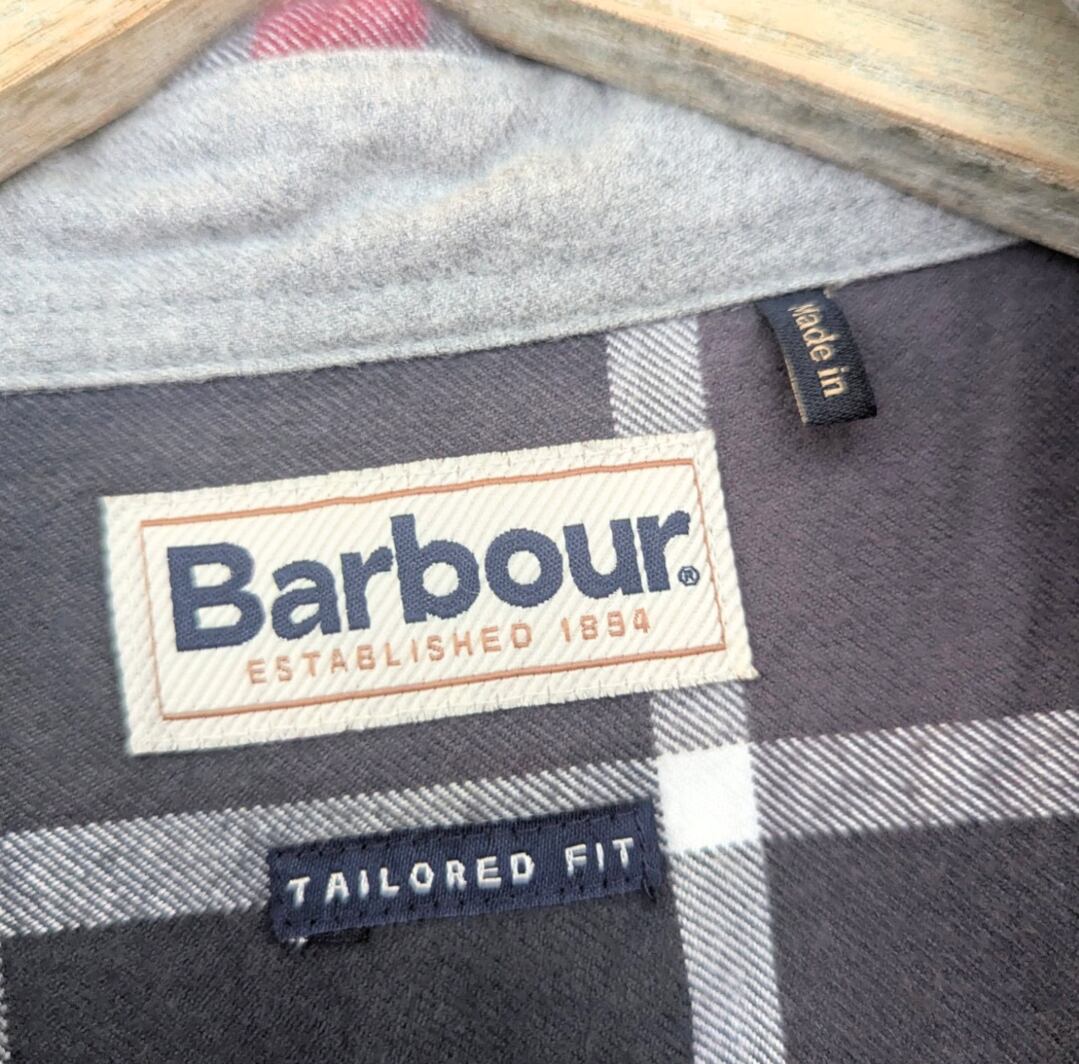 Made in
Barbour®
ESTABLISHED 1894
TAILORED FIT